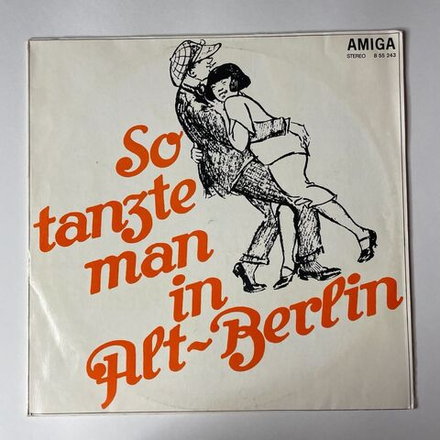 AMIGA
STEREO 8 55 243
So
tanzte
man
in
Alt~Berlin